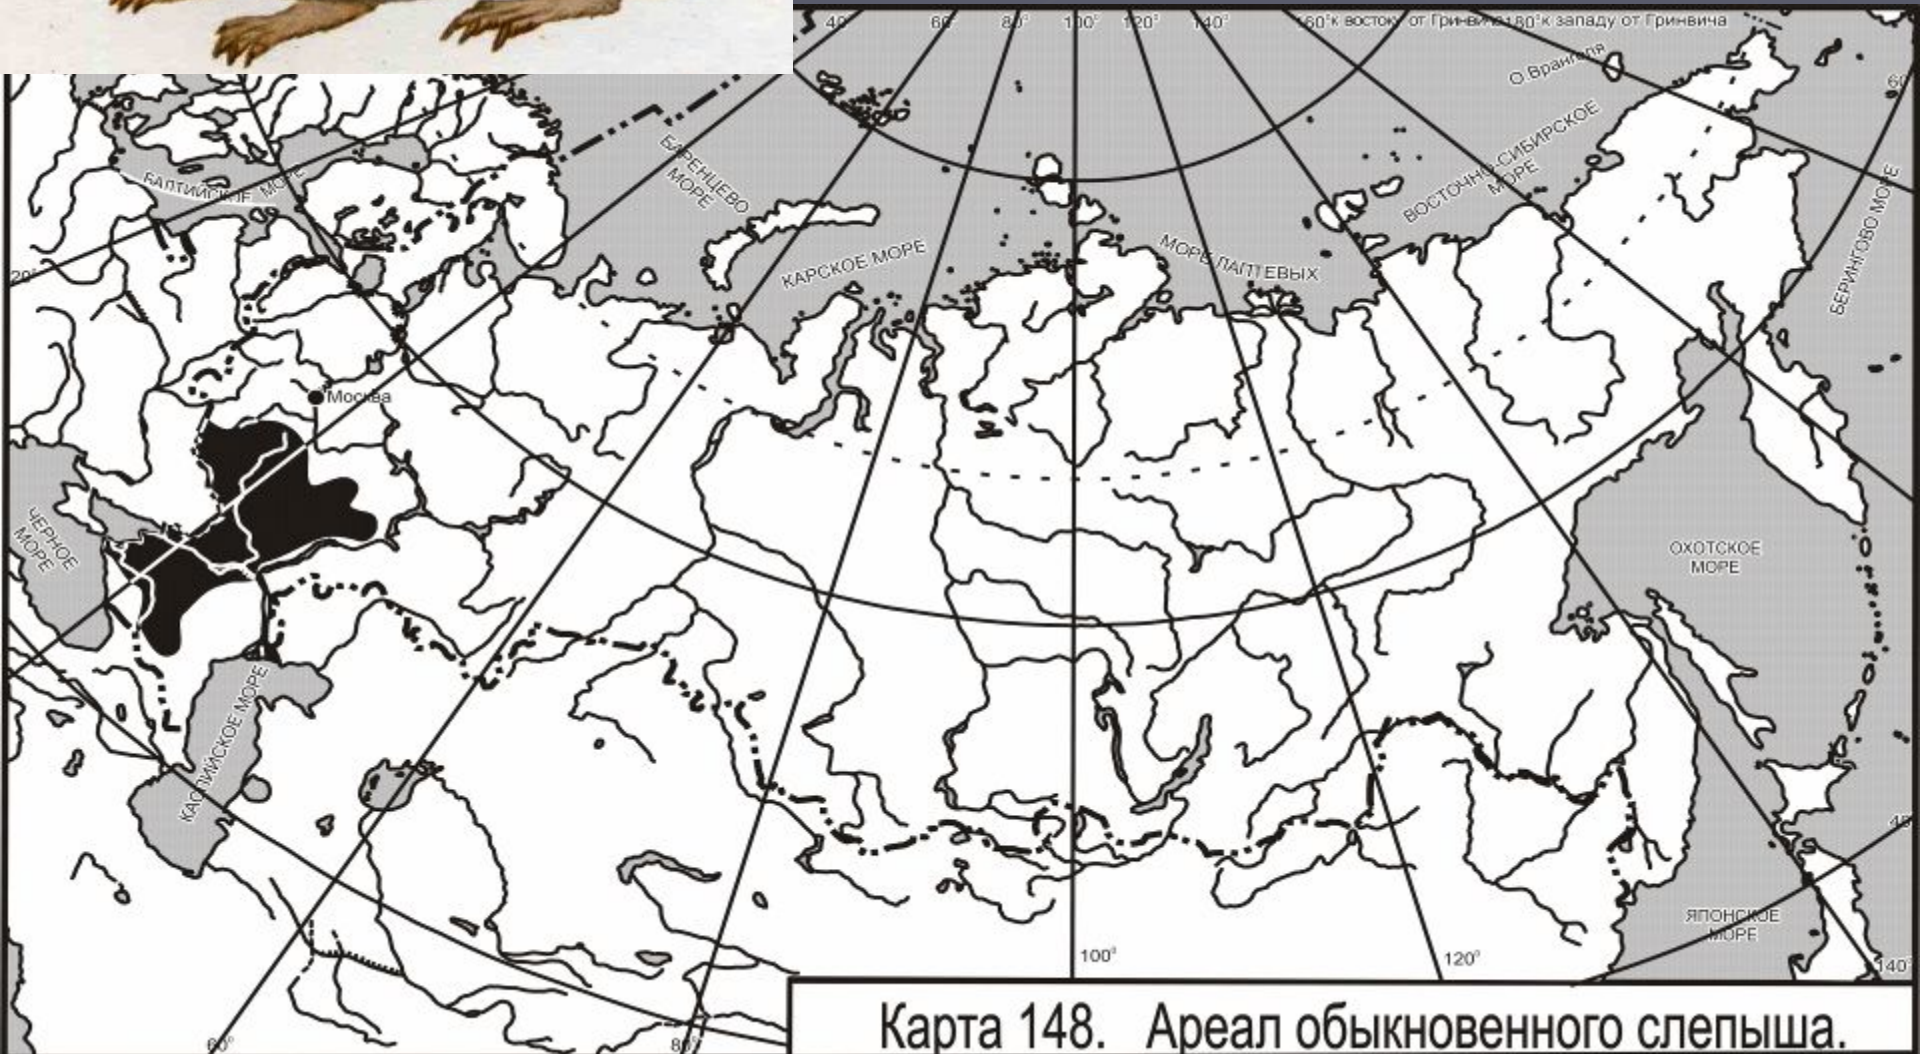 40° 60° 80° 100° 120° 140° 160°к востоку от Гринвича 180°к западу от Гринвича
О.Врангеля
60°
БАРЕНЦЕВО
МОРЕ
ВОСТОЧНО-СИБИРСКОЕ
МОРЕ
БАЛТИЙСКОЕ МОРЕ
БЕРИНГОВО МОРЕ
КАРСКОЕ МОРЕ
МОРЕ ЛАПТЕВЫХ
20°
Москва
ЧЕРНОЕ
МОРЕ
ОХОТСКОЕ
МОРЕ
КАСПИЙСКОЕ МОРЕ
ЯПОНСКОЕ
МОРЕ
100° 120° 140°
60° 80°
Карта 148. Ареал обыкновенного слепыша.